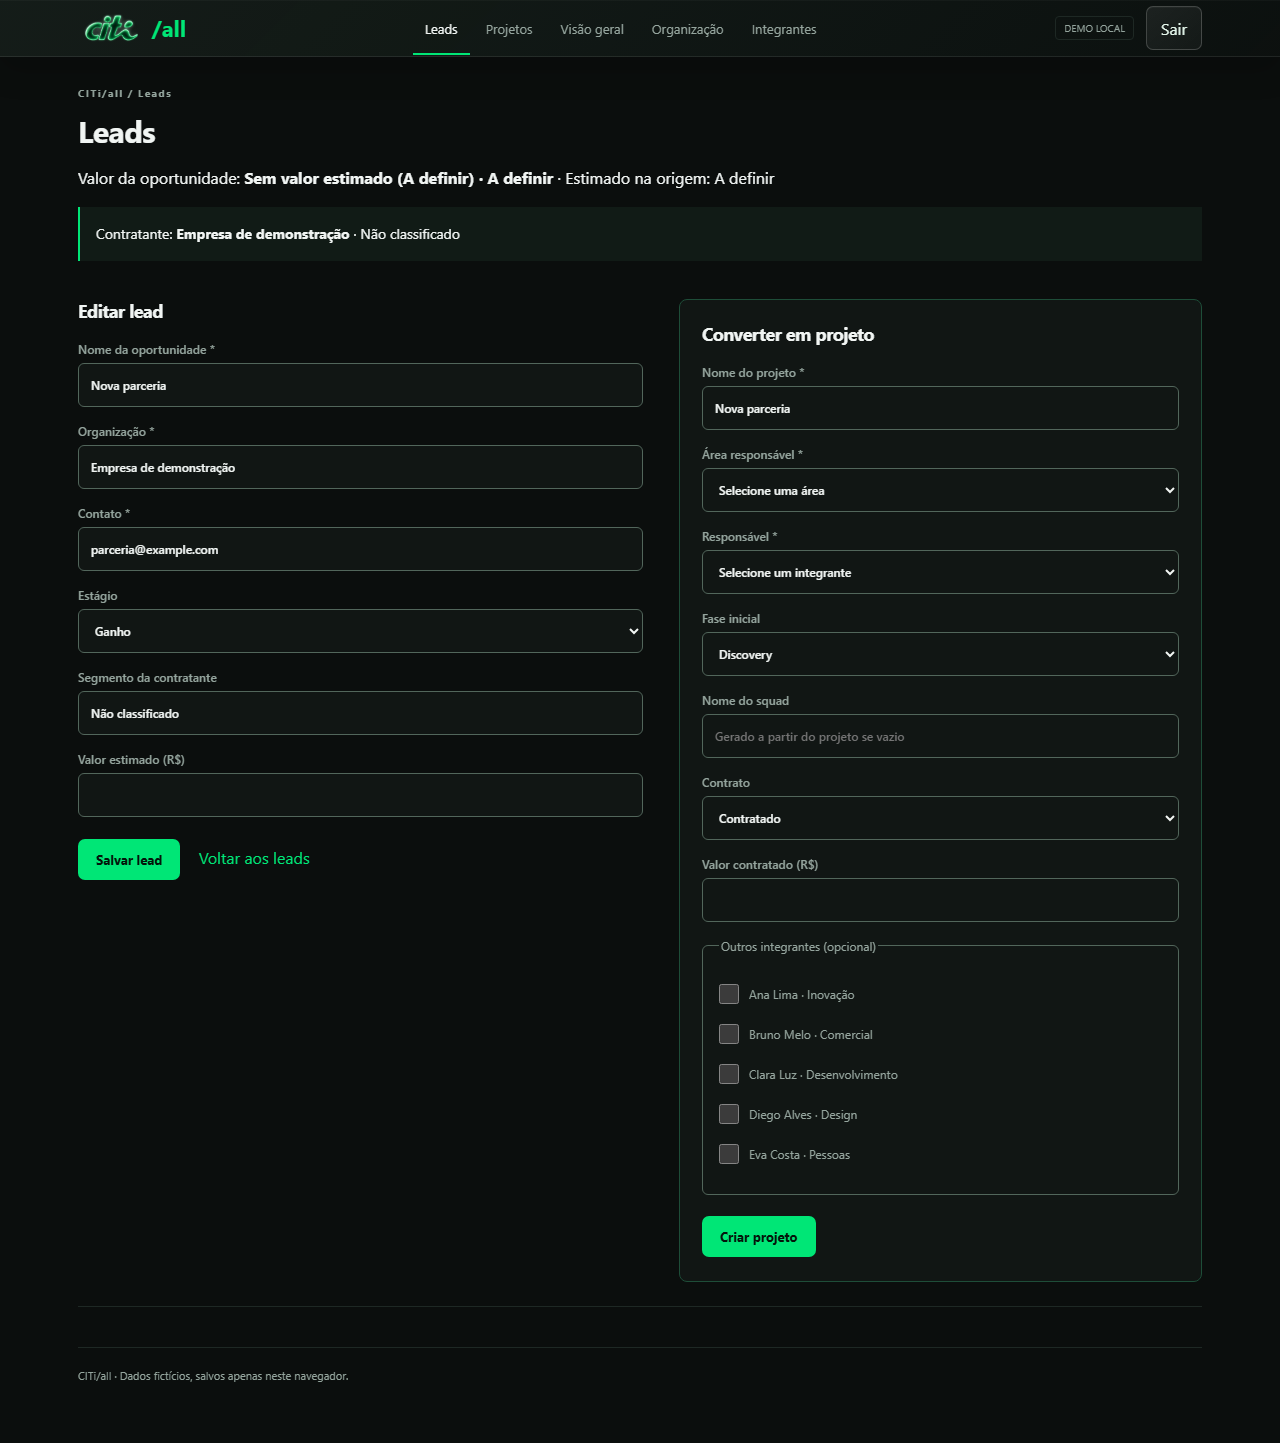 citi /all
Leads
Projetos
Visão geral
Organização
Integrantes
DEMO LOCAL
Sair
CITi/all / Leads
Leads
Valor da oportunidade: Sem valor estimado (A definir) · A definir · Estimado na origem: A definir
Contratante: Empresa de demonstração · Não classificado
Editar lead
Nome da oportunidade *
Nova parceria
Organização *
Empresa de demonstração
Contato *
parceria@example.com
Estágio
Ganho
Segmento da contratante
Não classificado
Valor estimado (R$)
Salvar lead
Voltar aos leads
Converter em projeto
Nome do projeto *
Nova parceria
Área responsável *
Selecione uma área
Responsável *
Selecione um integrante
Fase inicial
Discovery
Nome do squad
Gerado a partir do projeto se vazio
Contrato
Contratado
Valor contratado (R$)
Outros integrantes (opcional)
Ana Lima · Inovação
Bruno Melo · Comercial
Clara Luz · Desenvolvimento
Diego Alves · Design
Eva Costa · Pessoas
Criar projeto
CITi/all · Dados fictícios, salvos apenas neste navegador.